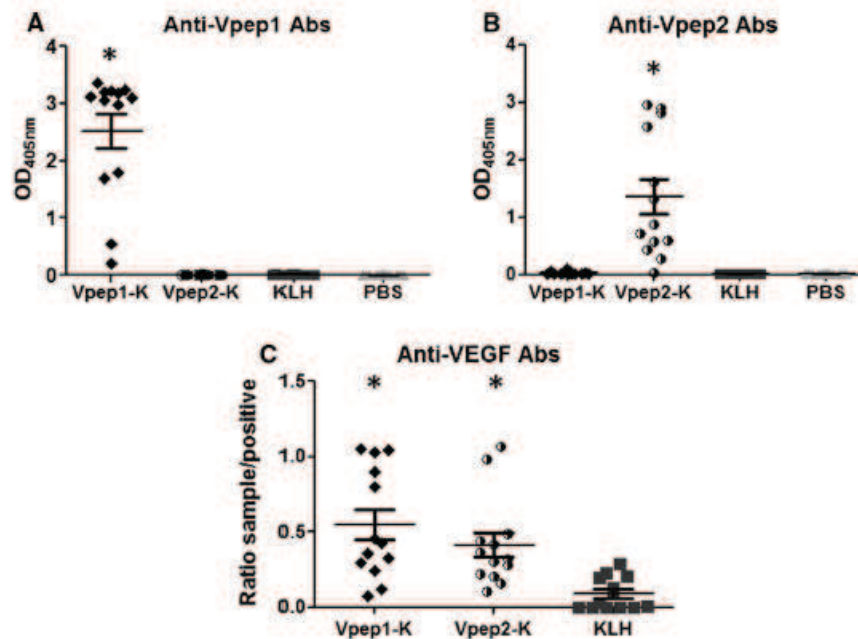 A Anti-Vpep1 Abs
*
OD405nm
4
3
2
1
0
Vpep1-K Vpep2-K KLH PBS
B Anti-Vpep2 Abs
*
OD405nm
4
3
2
1
0
Vpep1-K Vpep2-K KLH PBS
C Anti-VEGF Abs
* *
Ratio sample/positive
1.5
1.0
0.5
0.0
Vpep1-K Vpep2-K KLH